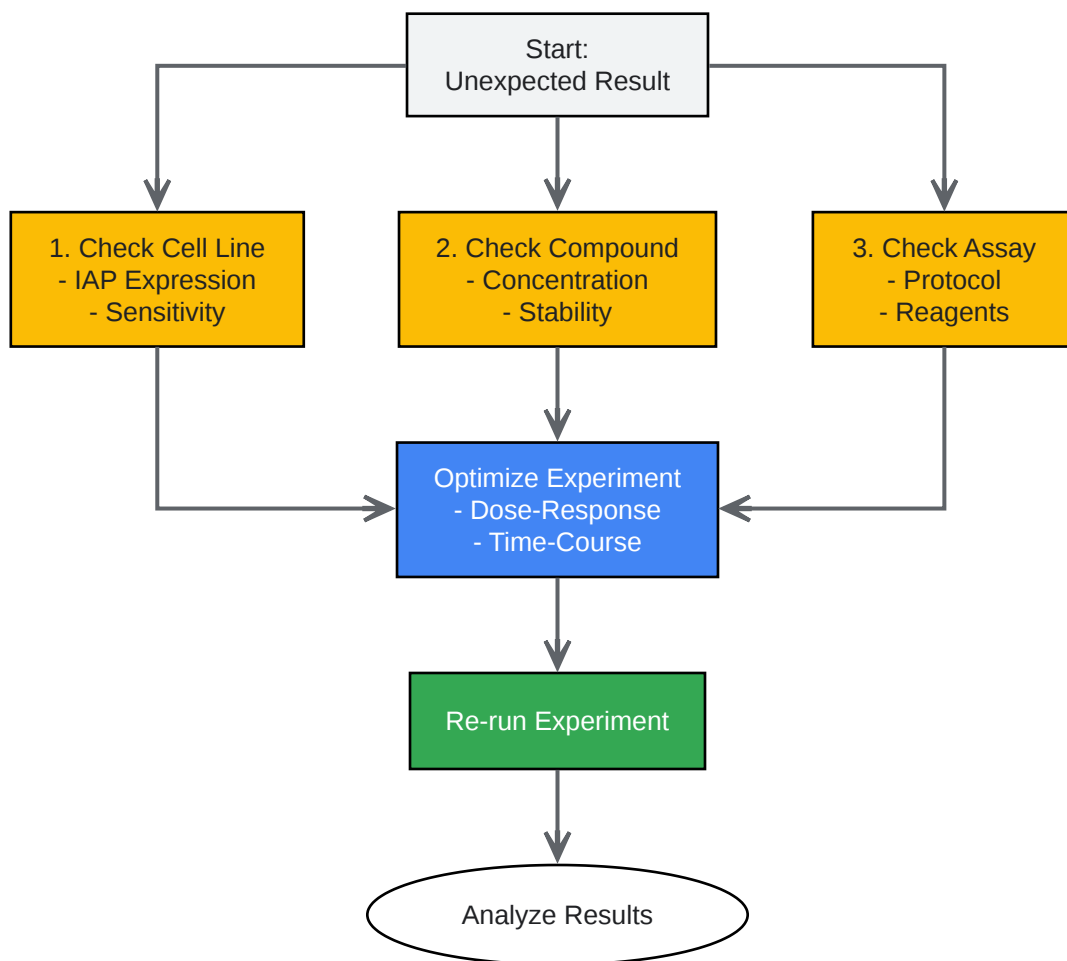 Start:
Unexpected Result
1. Check Cell Line
- IAP Expression
- Sensitivity
2. Check Compound
- Concentration
- Stability
3. Check Assay
- Protocol
- Reagents
Optimize Experiment
- Dose-Response
- Time-Course
Re-run Experiment
Analyze Results